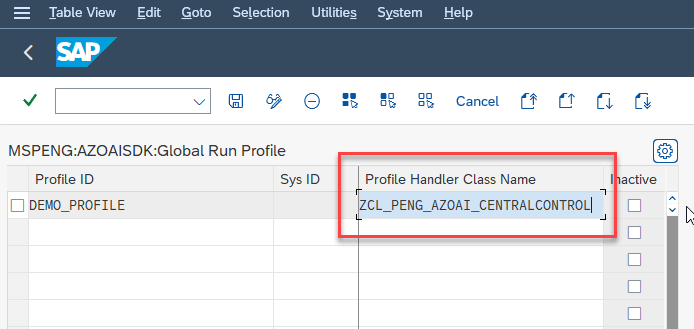 Table View Edit Goto Selection Utilities System Help
SAP
Cancel
MSPENG:AZOAISDK:Global Run Profile
Profile ID Sys ID Profile Handler Class Name Inactive
DEMO_PROFILE ZCL_PENG_AZOAI_CENTRALCONTROL